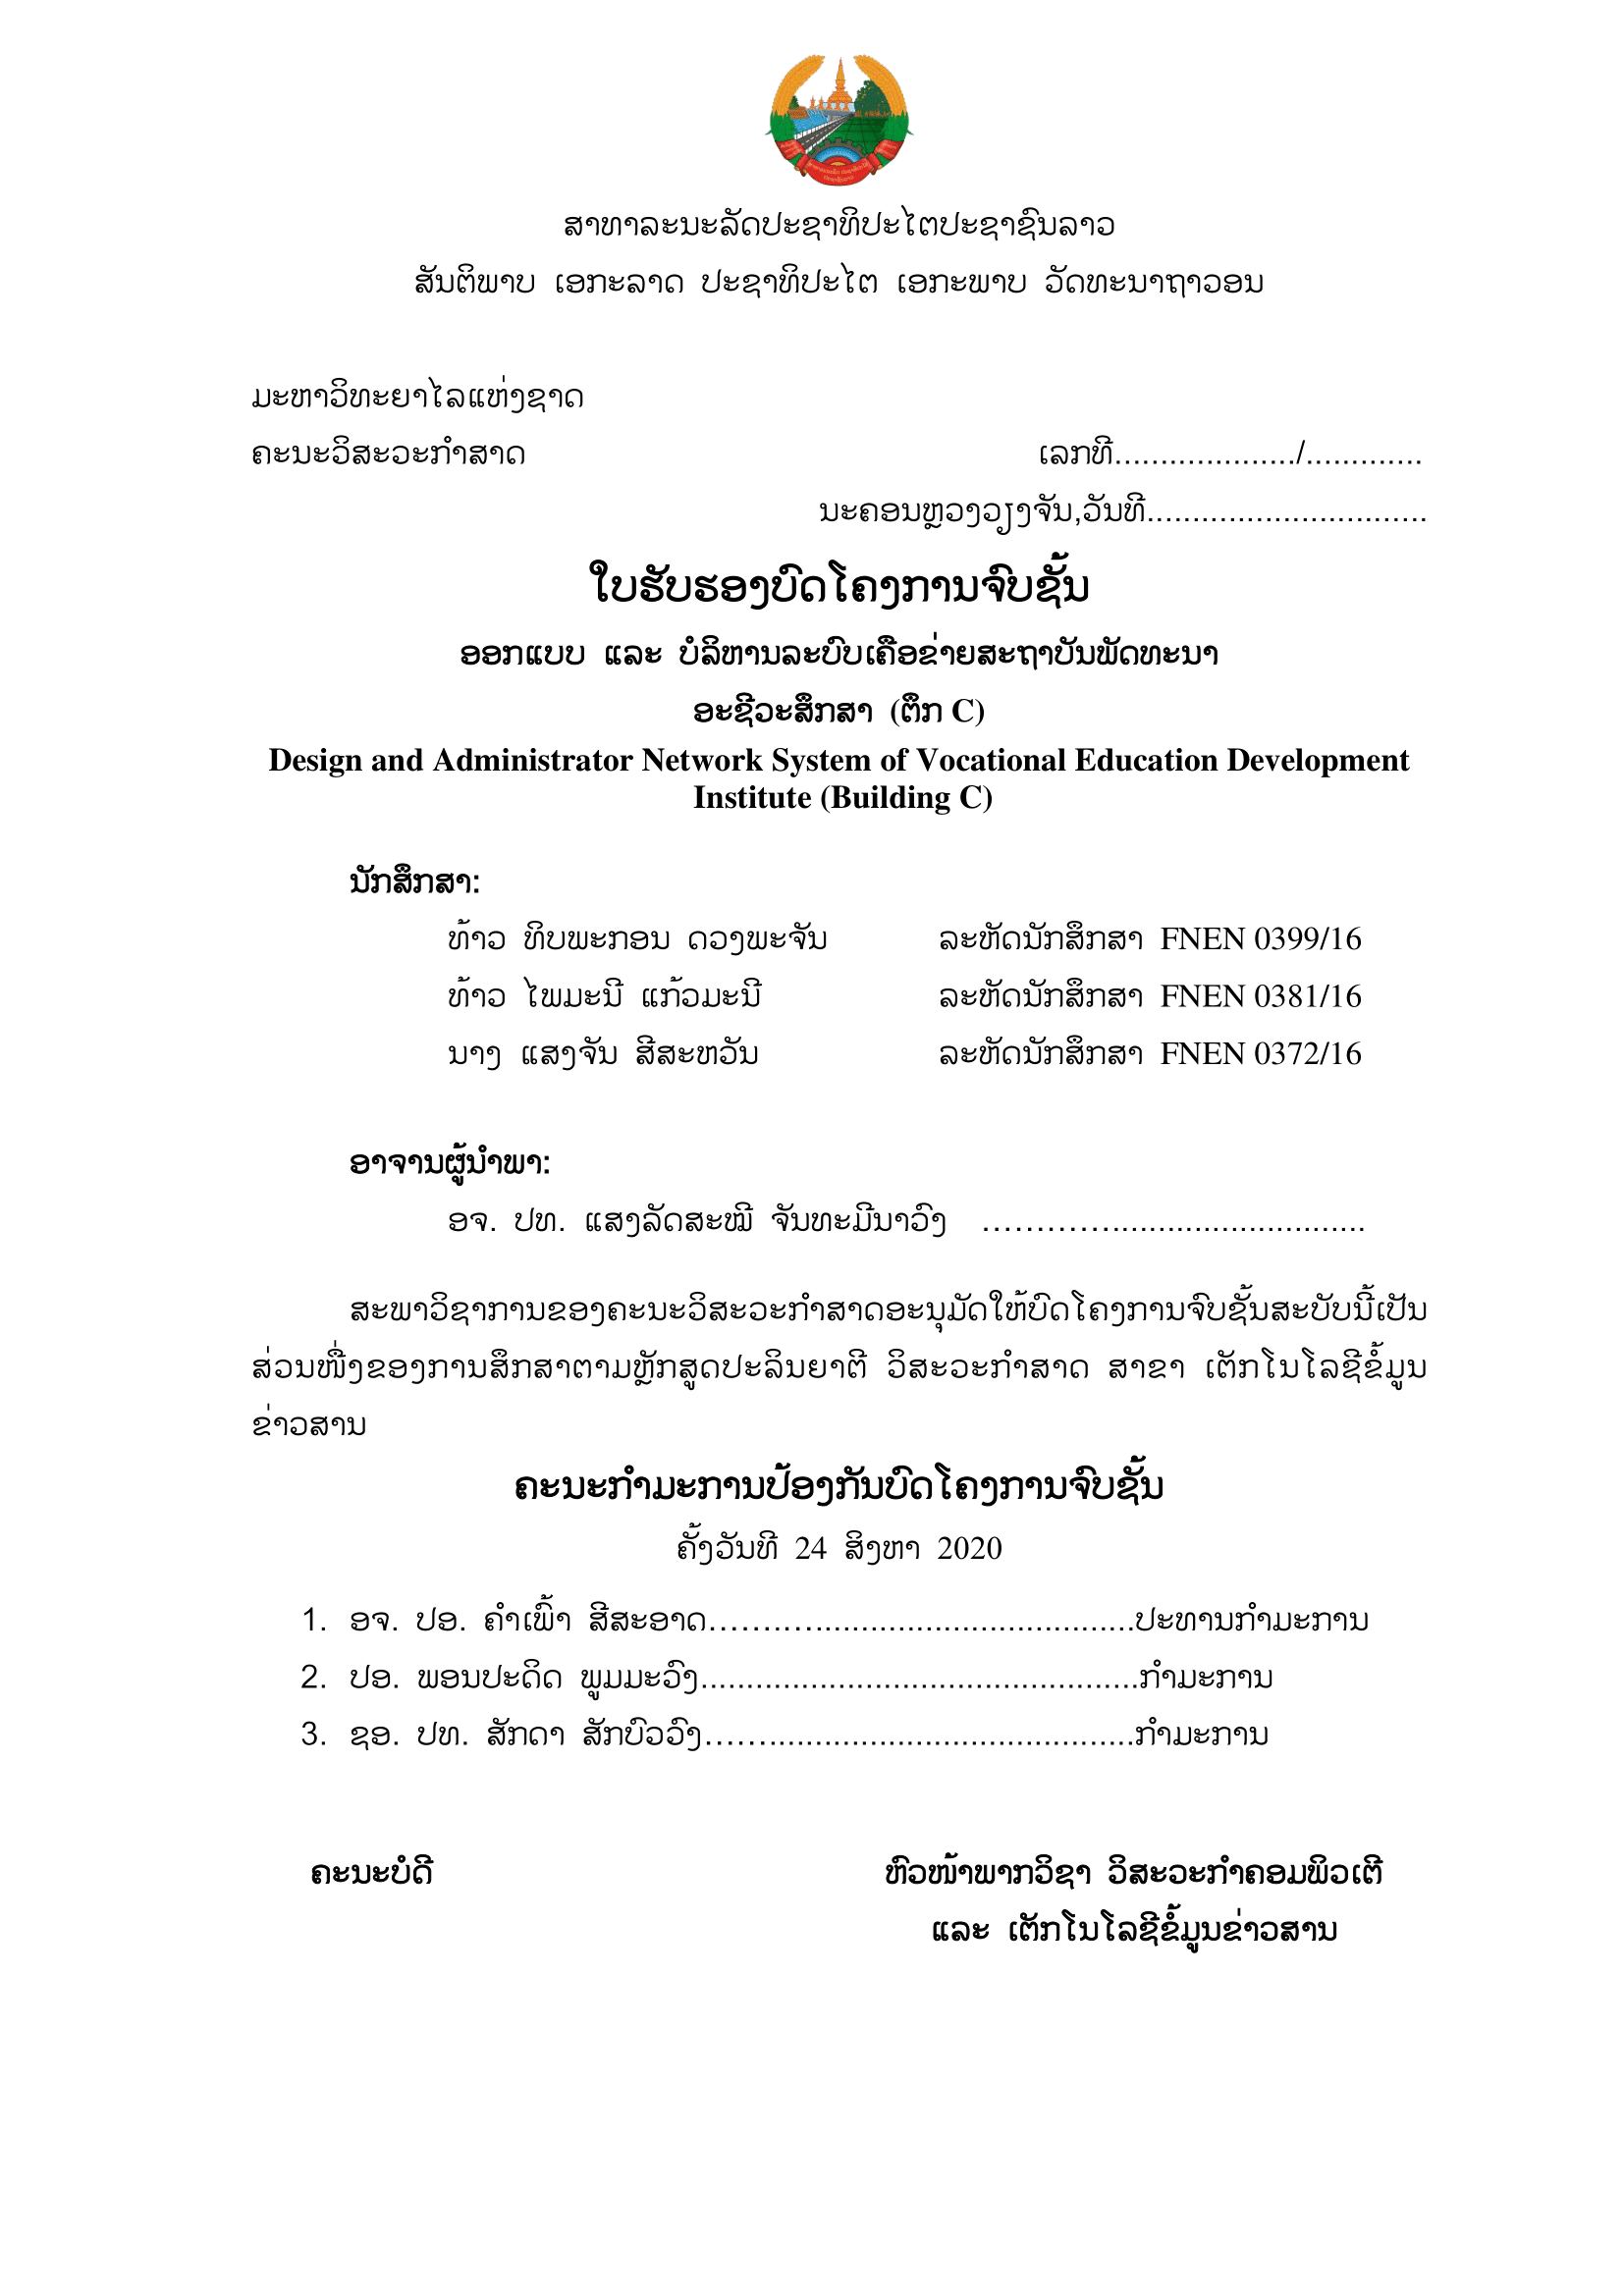 ສາທາລະນະລັດປະຊາທິປະໄຕປະຊາຊົນລາວ
ສັນຕິພາບ ເອກະລາດ ປະຊາທິປະໄຕ ເອກະພາບ ວັດທະນາຖາວອນ
ມະຫາວິທະຍາໄລແຫ່ງຊາດ
ຄະນະວິສະວະກຳສາດ ເລກທີ..................../.............
ນະຄອນຫຼວງວຽງຈັນ,ວັນທີ...............................
ໃບຮັບຮອງບົດໂຄງການຈົບຊັ້ນ
ອອກແບບ ແລະ ບໍລິຫານລະບົບເຄືອຂ່າຍສະຖາບັນພັດທະນາ
ອະຊີວະສຶກສາ (ຕຶກ C)
Design and Administrator Network System of Vocational Education Development
Institute (Building C)
ນັກສຶກສາ:
ທ້າວ ທິບພະກອນ ດວງພະຈັນ ລະຫັດນັກສຶກສາ FNEN 0399/16
ທ້າວ ໄພມະນີ ແກ້ວມະນີ ລະຫັດນັກສຶກສາ FNEN 0381/16
ນາງ ແສງຈັນ ສີສະຫວັນ ລະຫັດນັກສຶກສາ FNEN 0372/16
ອາຈານຜູ້ນຳພາ:
ອຈ. ປທ. ແສງລັດສະໝີ ຈັນທະມີນາວົງ ………….............................
ສະພາວິຊາການຂອງຄະນະວິສະວະກຳສາດອະນຸມັດໃຫ້ບົດໂຄງການຈົບຊັ້ນສະບັບນີ້ເປັນ
ສ່ວນໜຶ່ງຂອງການສຶກສາຕາມຫຼັກສູດປະລິນຍາຕີ ວິສະວະກຳສາດ ສາຂາ ເຕັກໂນໂລຊີຂໍ້ມູນ
ຂ່າວສານ
ຄະນະກຳມະການປ້ອງກັນບົດໂຄງການຈົບຊັ້ນ
ຄັ້ງວັນທີ 24 ສິງຫາ 2020
1. ອຈ. ປອ. ຄຳເພົ້າ ສີສະອາດ………...................................ປະທານກຳມະການ
2. ປອ. ພອນປະດິດ ພູມມະວົງ................................................ກຳມະການ
3. ຊອ. ປທ. ສັກດາ ສັກບົວວົງ……........................................ກຳມະການ
ຄະນະບໍດີ ຫົວໜ້າພາກວິຊາ ວິສະວະກຳຄອມພິວເຕີ
ແລະ ເຕັກໂນໂລຊີຂໍ້ມູນຂ່າວສານ